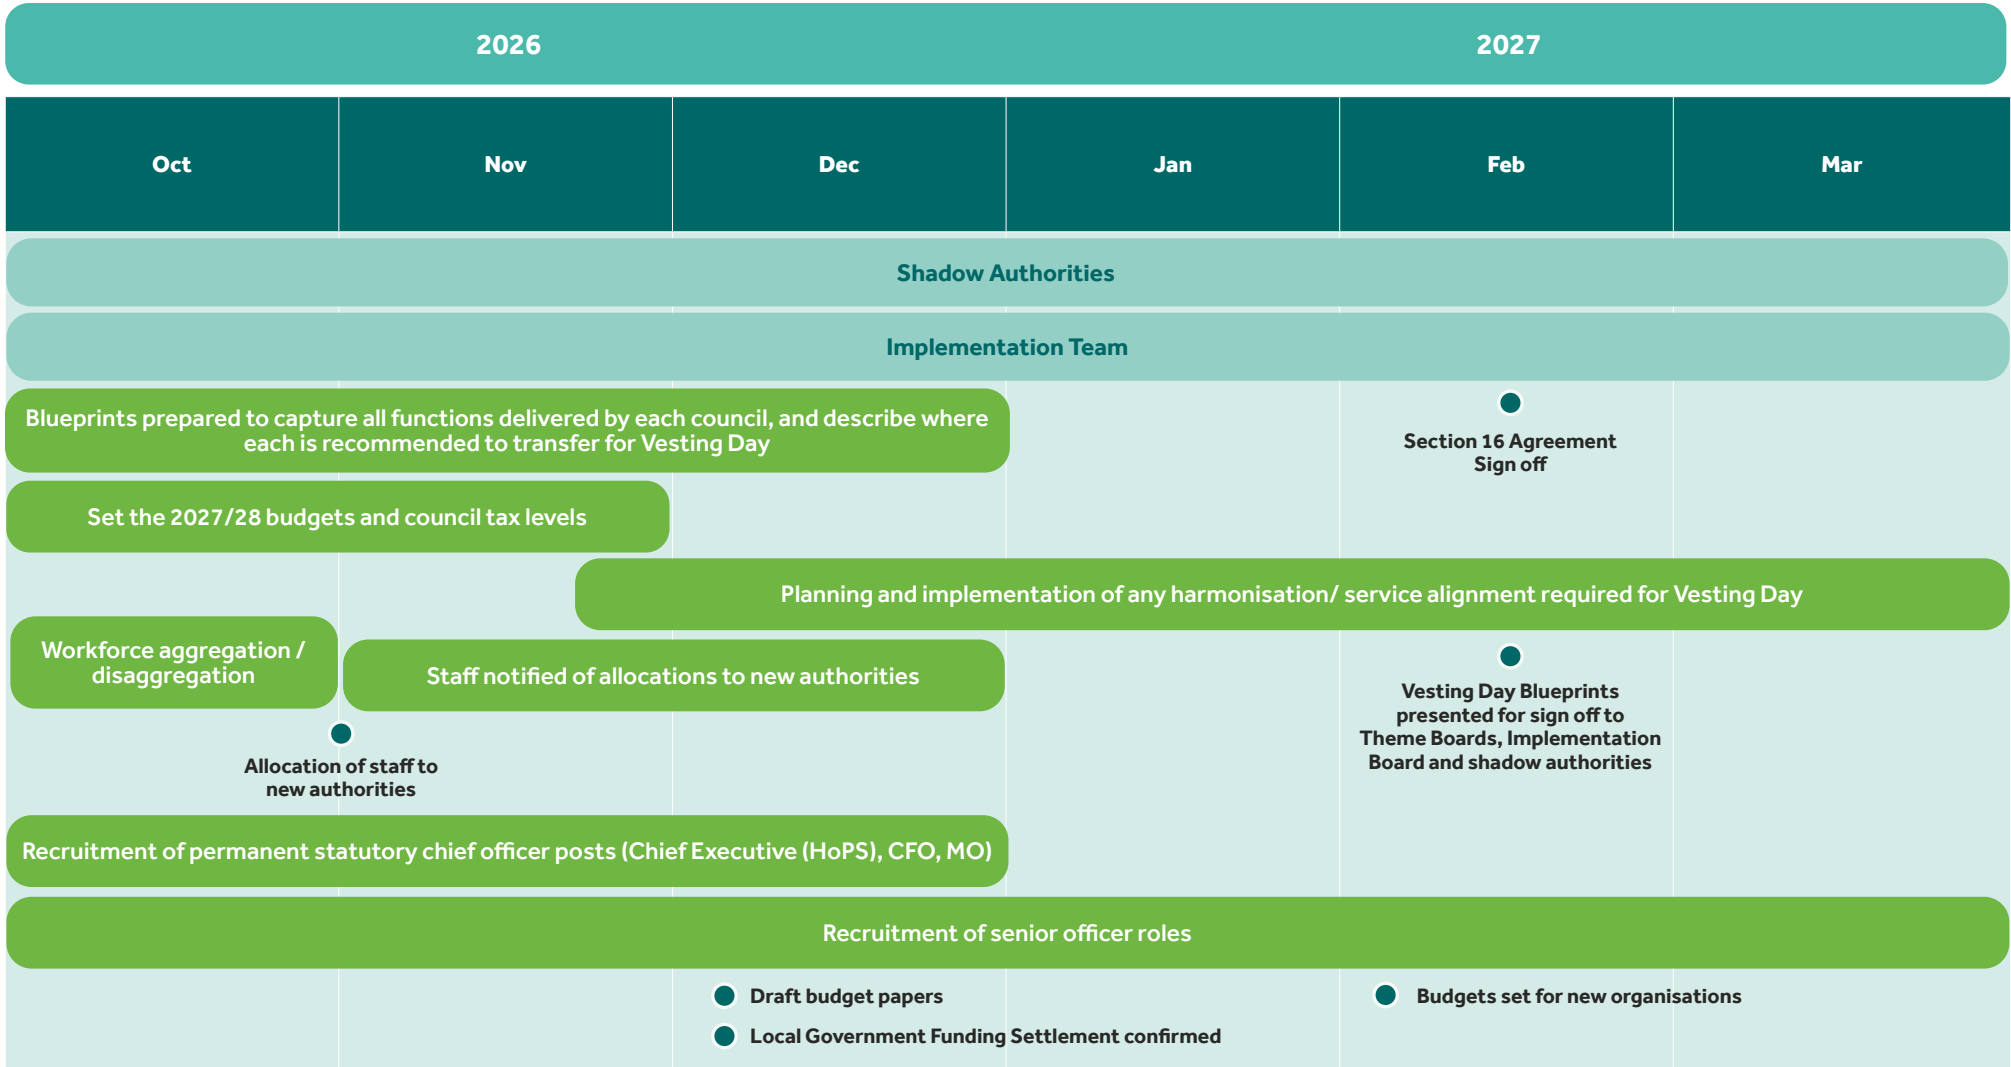 2026
2027
Oct
Nov
Dec
Jan
Feb
Mar
Shadow Authorities
Implementation Team
Blueprints prepared to capture all functions delivered by each council, and describe where
each is recommended to transfer for Vesting Day
Section 16 Agreement
Sign off
Set the 2027/28 budgets and council tax levels
Planning and implementation of any harmonisation/ service alignment required for Vesting Day
Workforce aggregation /
disaggregation
Staff notified of allocations to new authorities
Vesting Day Blueprints
presented for sign off to
Theme Boards, Implementation
Board and shadow authorities
Allocation of staff to
new authorities
Recruitment of permanent statutory chief officer posts (Chief Executive (HoPS), CFO, MO)
Recruitment of senior officer roles
Draft budget papers
Budgets set for new organisations
Local Government Funding Settlement confirmed